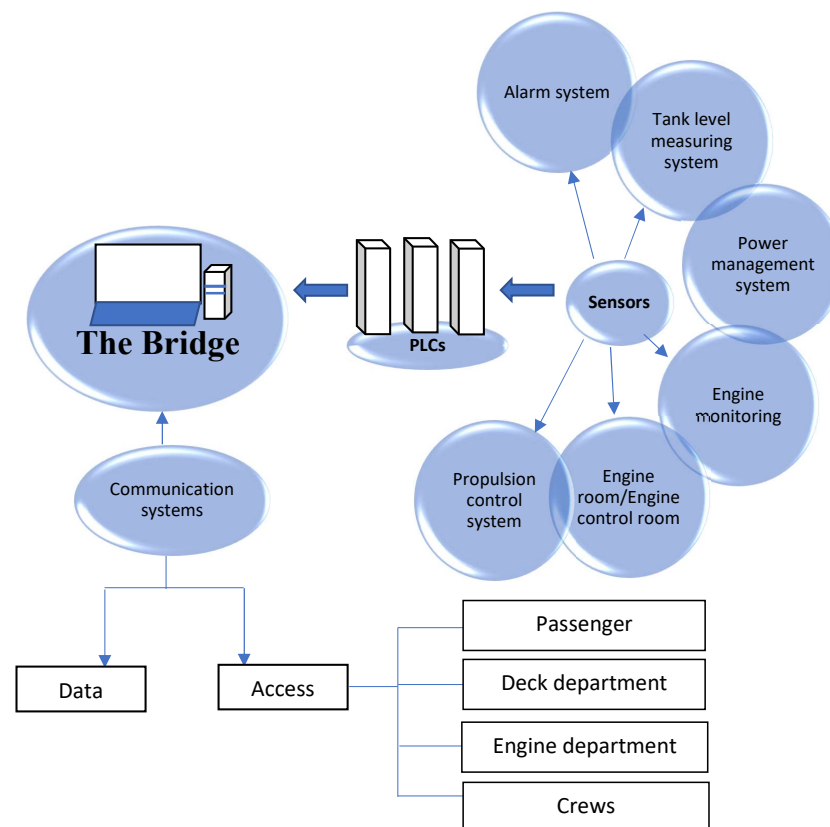 Alarm system
Tank level
measuring
system
Power
management
system
Sensors
The Bridge
PLCs
Engine
monitoring
Communication
systems
Propulsion
control
system
Engine
room/Engine
control room
Passenger
Data
Access
Deck department
Engine department
Crews